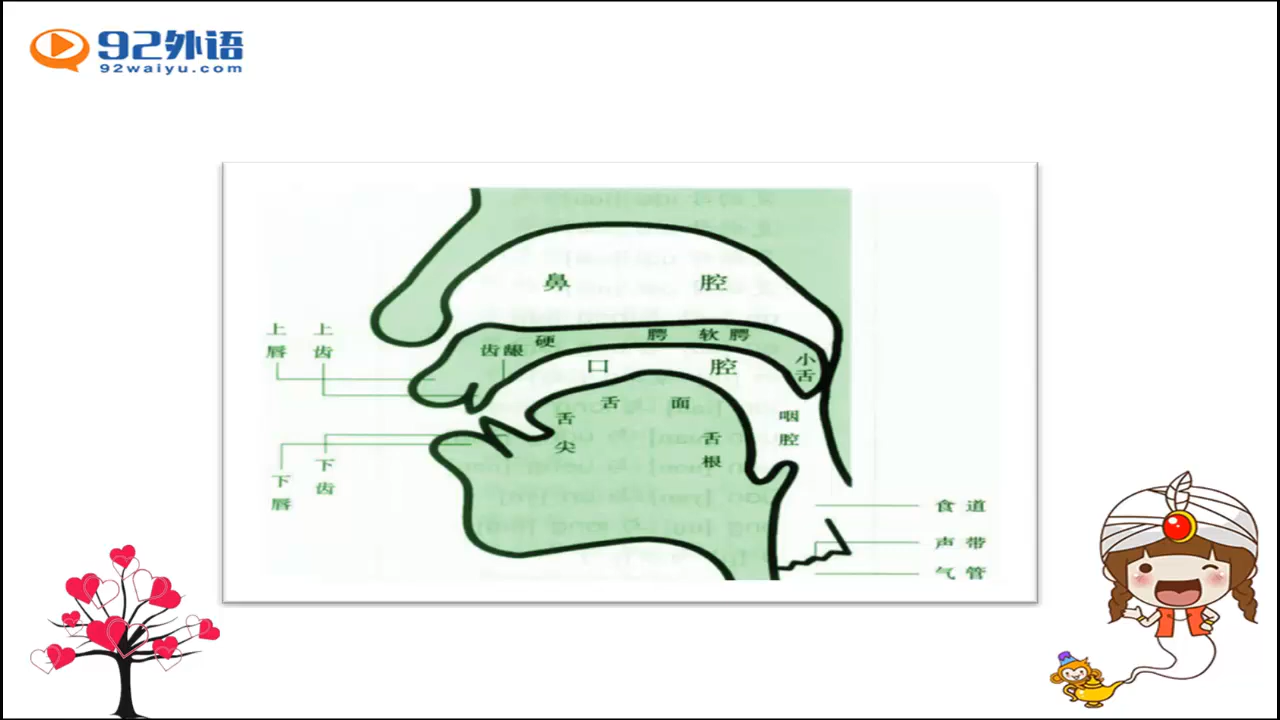 92外语
92waiyu.com
鼻腔
上唇
上齿
齿龈
硬腭
软腭
小舌
口腔
舌尖
舌面
舌根
咽腔
下唇
下齿
食道
声带
气管